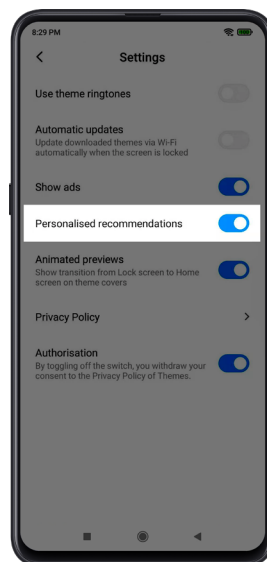 8:29 PM
Settings
Use theme ringtones
Automatic updates
Update downloaded themes via Wi-Fi
automatically when the screen is locked
Show ads
Personalised recommendations
Animated previews
Show transition from Lock screen to Home
screen on theme covers
Privacy Policy
Authorisation
By toggling off the switch, you withdraw your
consent to the Privacy Policy of Themes.